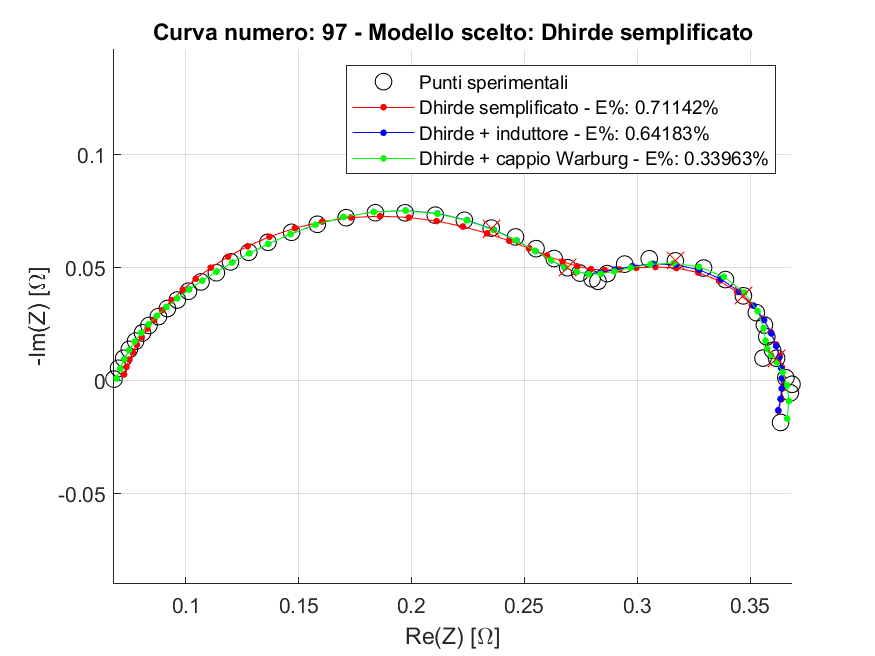 Curva numero: 97 - Modello scelto: Dhirde semplificato
Punti sperimentali
Dhirde semplificato - E%: 0.71142%
Dhirde + induttore - E%: 0.64183%
Dhirde + cappio Warburg - E%: 0.33963%
0.1
0.05
0
-0.05
-Im(Z) [Ω]
0.1 0.15 0.2 0.25 0.3 0.35
Re(Z) [Ω]